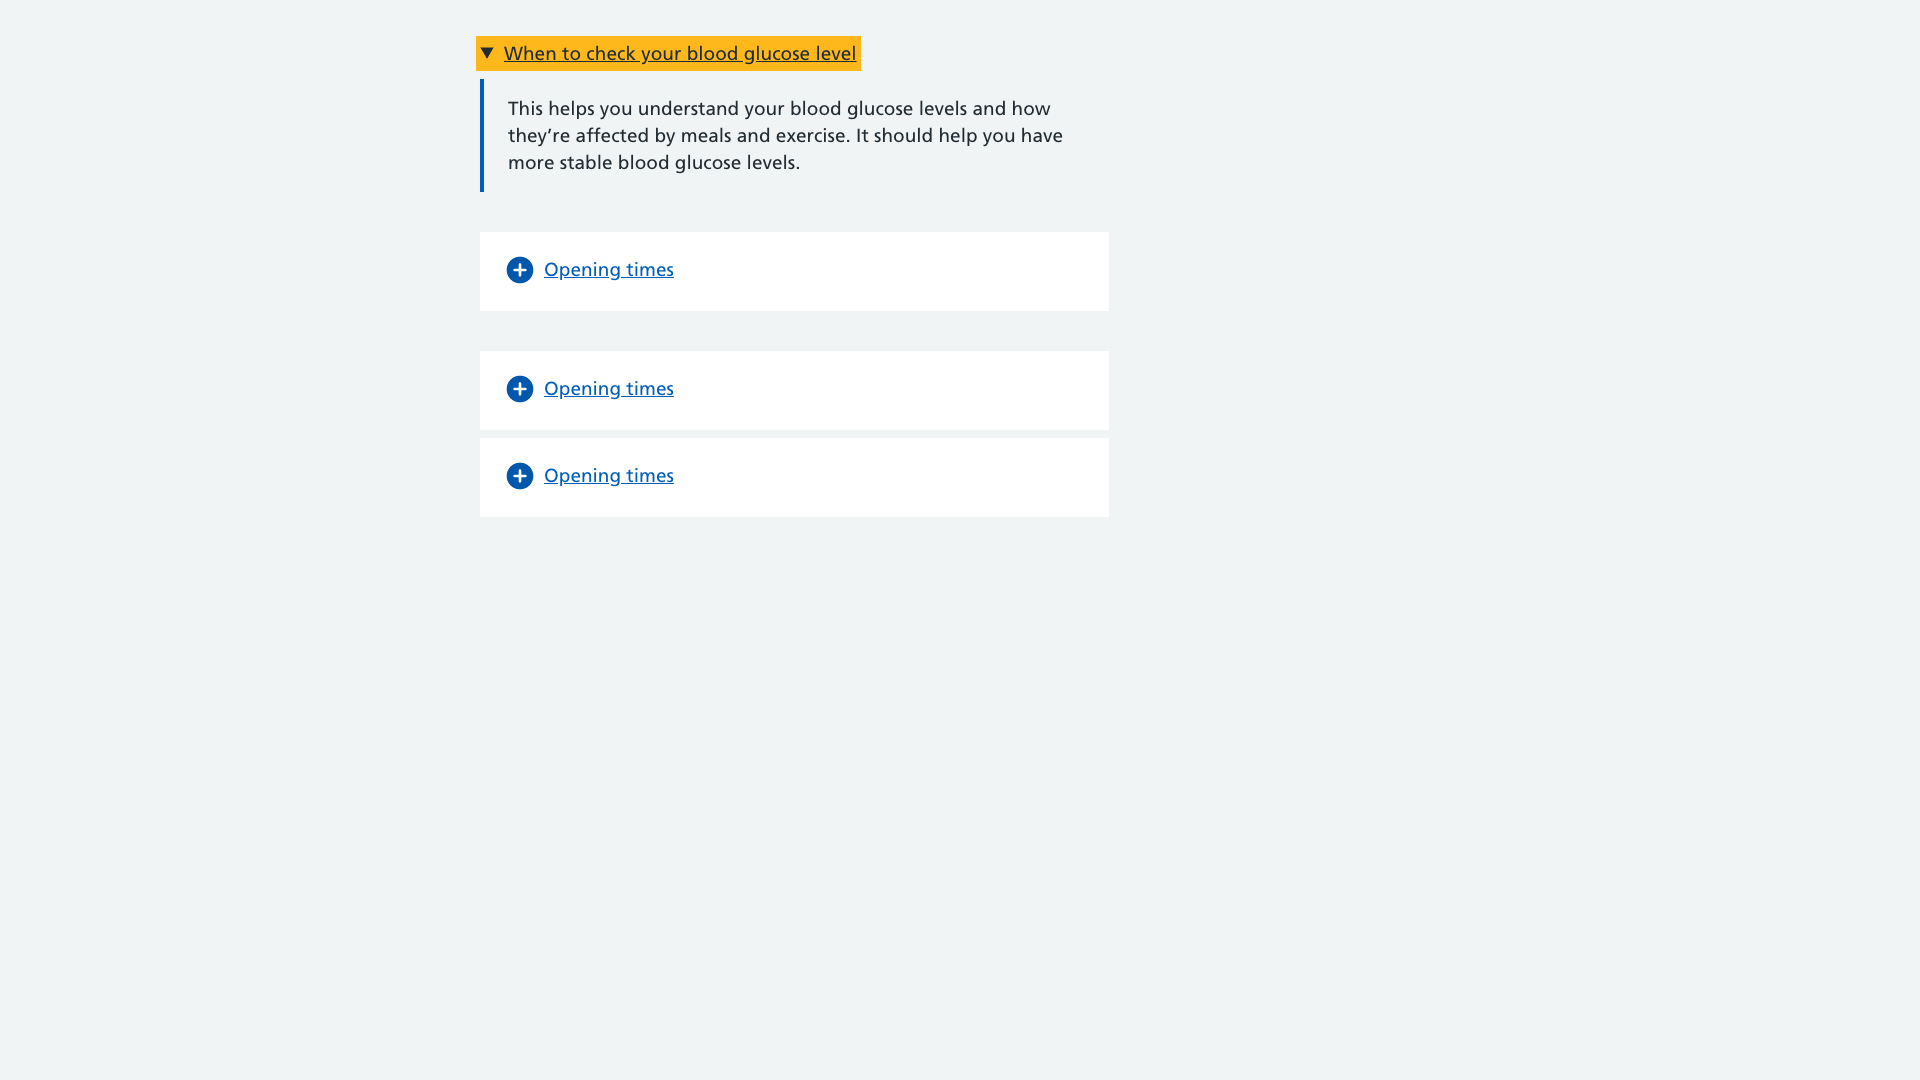 When to check your blood glucose level
This helps you understand your blood glucose levels and how
they’re affected by meals and exercise. It should help you have
more stable blood glucose levels.
Opening times
Opening times
Opening times